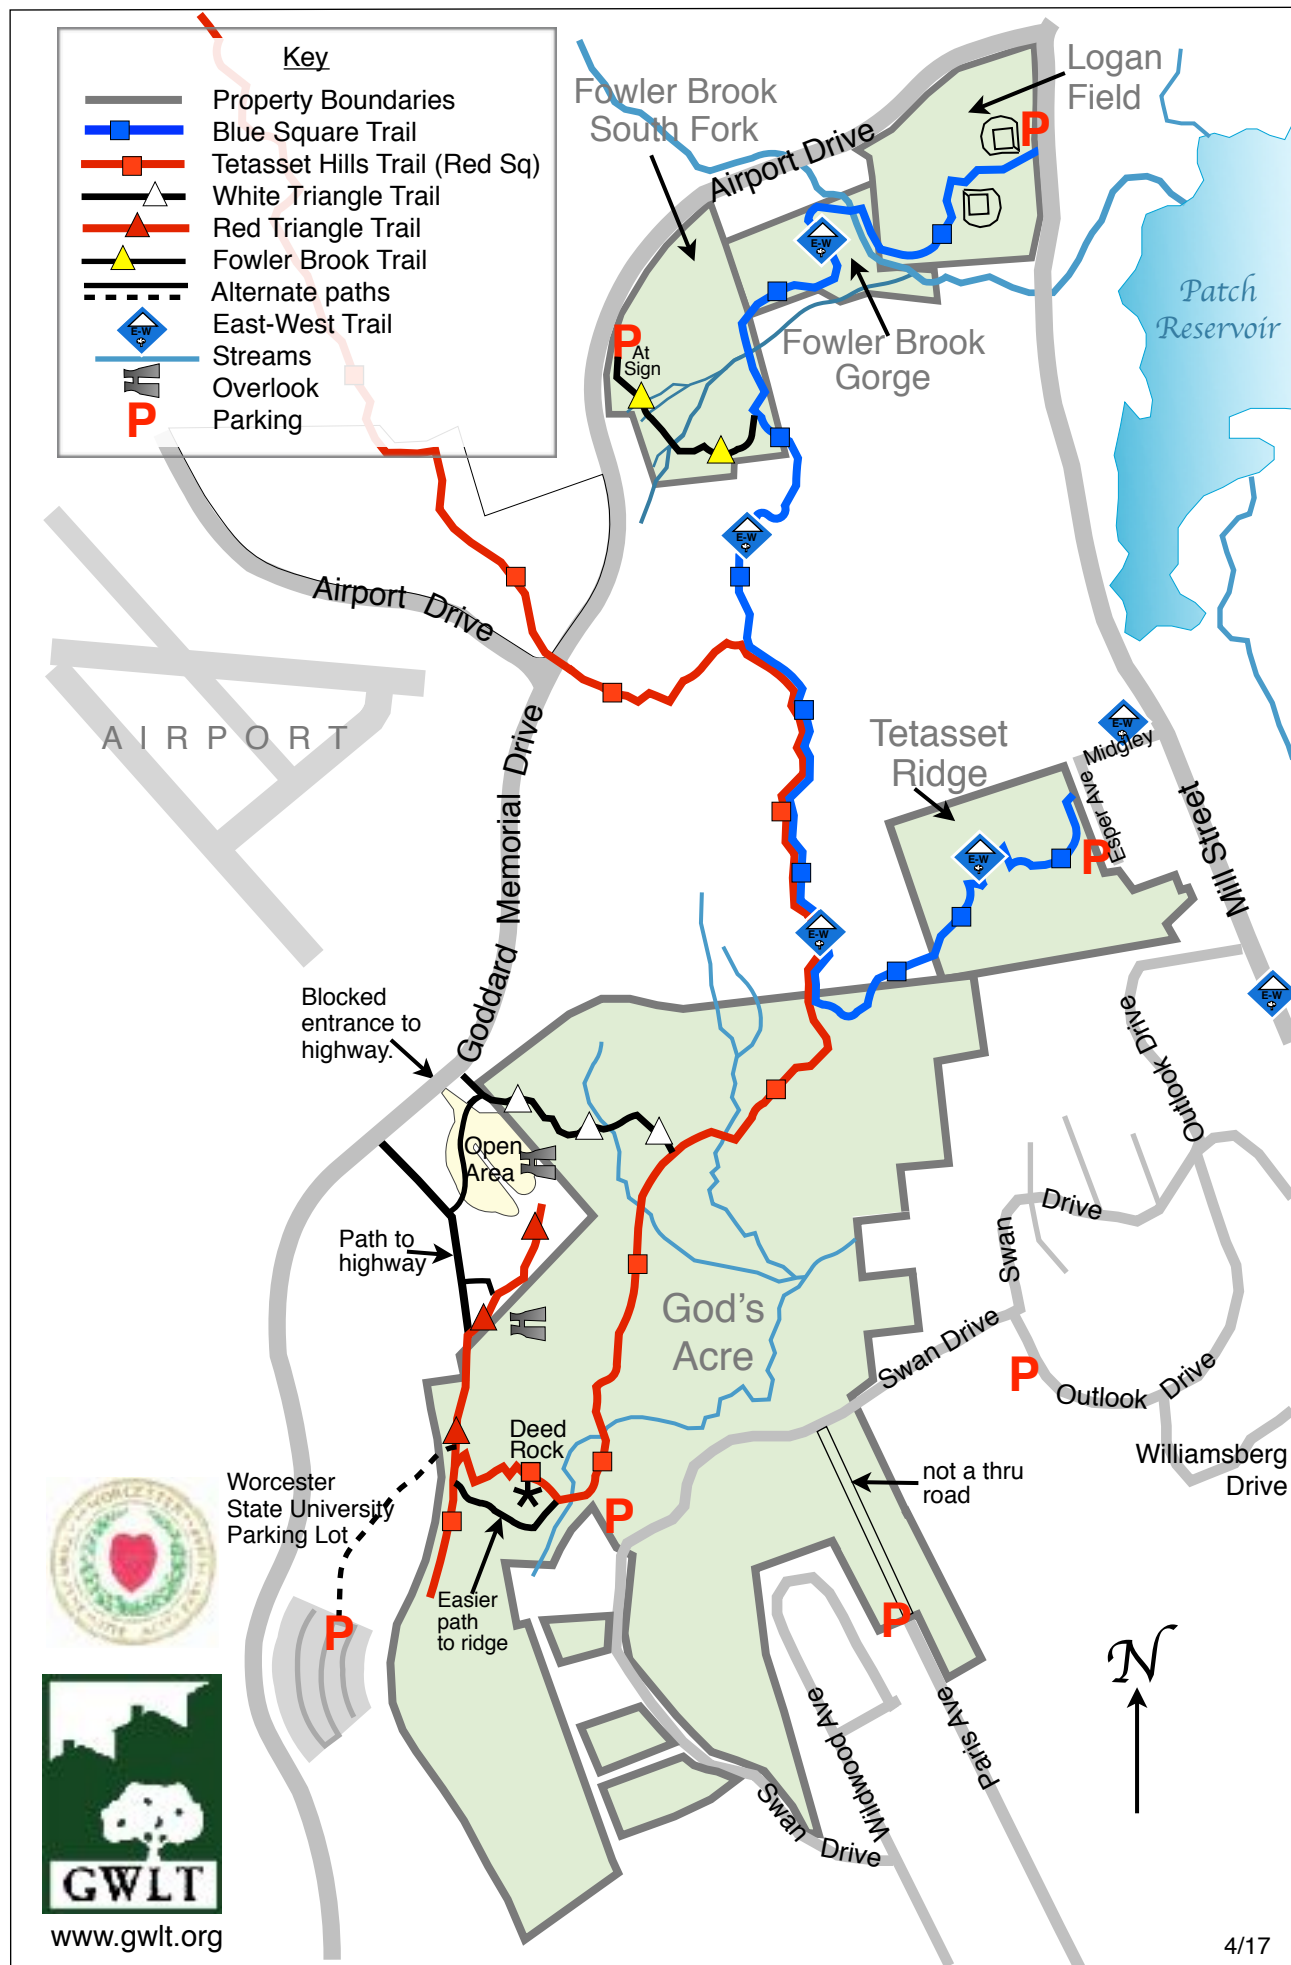 Key
Property Boundaries
Blue Square Trail
Tetasset Hills Trail (Red Sq)
White Triangle Trail
Red Triangle Trail
Fowler Brook Trail
Alternate paths
E-W
East-West Trail
Streams
Overlook
P
Parking
Fowler Brook
South Fork
Logan
Field
P
Airport Drive
E-W
Patch
Reservoir
P
At
Sign
Fowler Brook
Gorge
E-W
Airport Drive
AIRPORT
Goddard Memorial Drive
Tetasset
Ridge
E-W
Midgley
Esper Ave
P
E-W
Mill Street
E-W
E-W
Outlook Drive
Blocked
entrance to
highway.
Open
Area
Path to
highway
God's
Acre
Swan
Drive
Swan Drive
P
Outlook Drive
Williamsberg
Drive
Deed
Rock
*
P
not a thru
road
Worcester
State University
Parking Lot
P
Easier
path
to ridge
P
Wildwood Ave
Paris Ave
Swan Drive
N
GWLT
www.gwlt.org
4/17